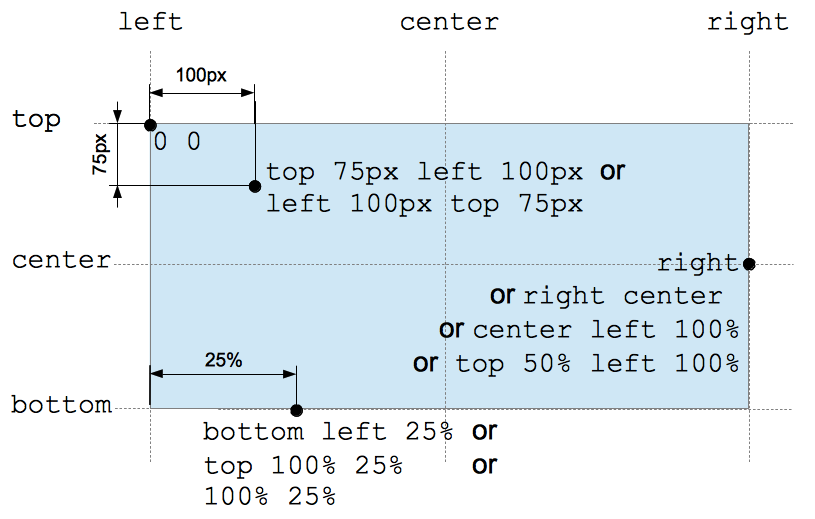 left center right
100px
top
0 0
75px
top 75px left 100px or
left 100px top 75px
center
right
or right center
or center left 100%
or top 50% left 100%
25%
bottom
bottom left 25% or
top 100% 25% or
100% 25%